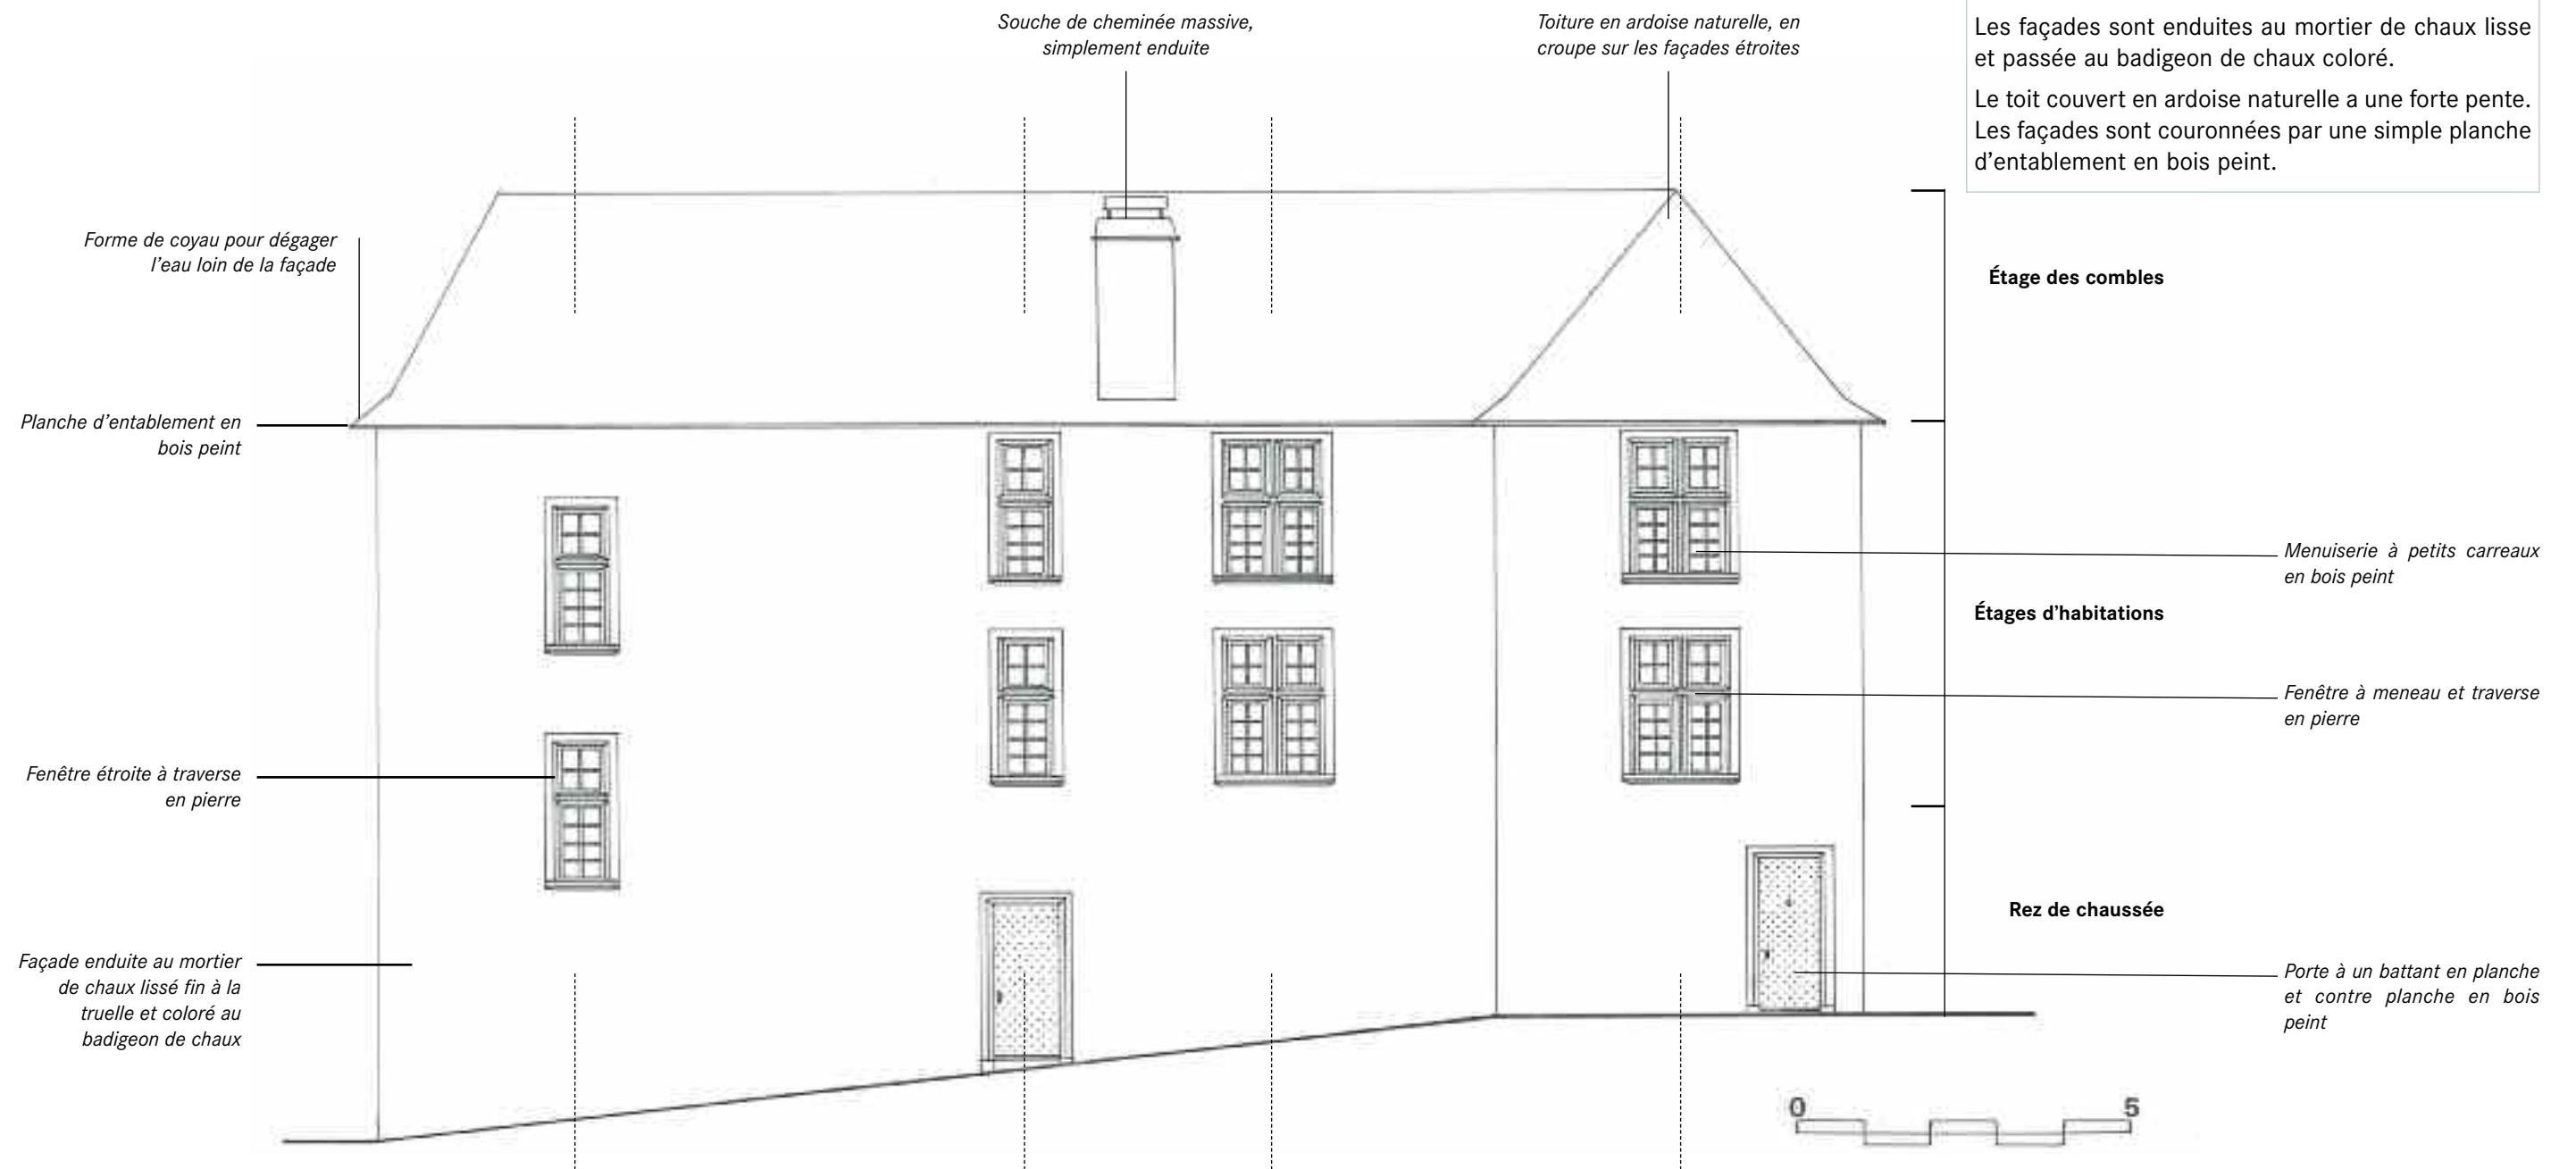 Souche de cheminée massive,
simplement enduite
Toiture en ardoise naturelle, en
croupe sur les façades étroites
Les façades sont enduites au mortier de chaux lisse
et passée au badigeon de chaux coloré.
Le toit couvert en ardoise naturelle a une forte pente.
Les façades sont couronnées par une simple planche
d'entablement en bois peint.
Forme de coyau pour dégager
l'eau loin de la façade
Étage des combles
Planche d'entablement en
bois peint
Menuiserie à petits carreaux
en bois peint
Étages d'habitations
Fenêtre à meneau et traverse
en pierre
Fenêtre étroite à traverse
en pierre
Rez de chaussée
Façade enduite au mortier
de chaux lissé fin à la
truelle et coloré au
badigeon de chaux
Porte à un battant en planche
et contre planche en bois
peint
0 5